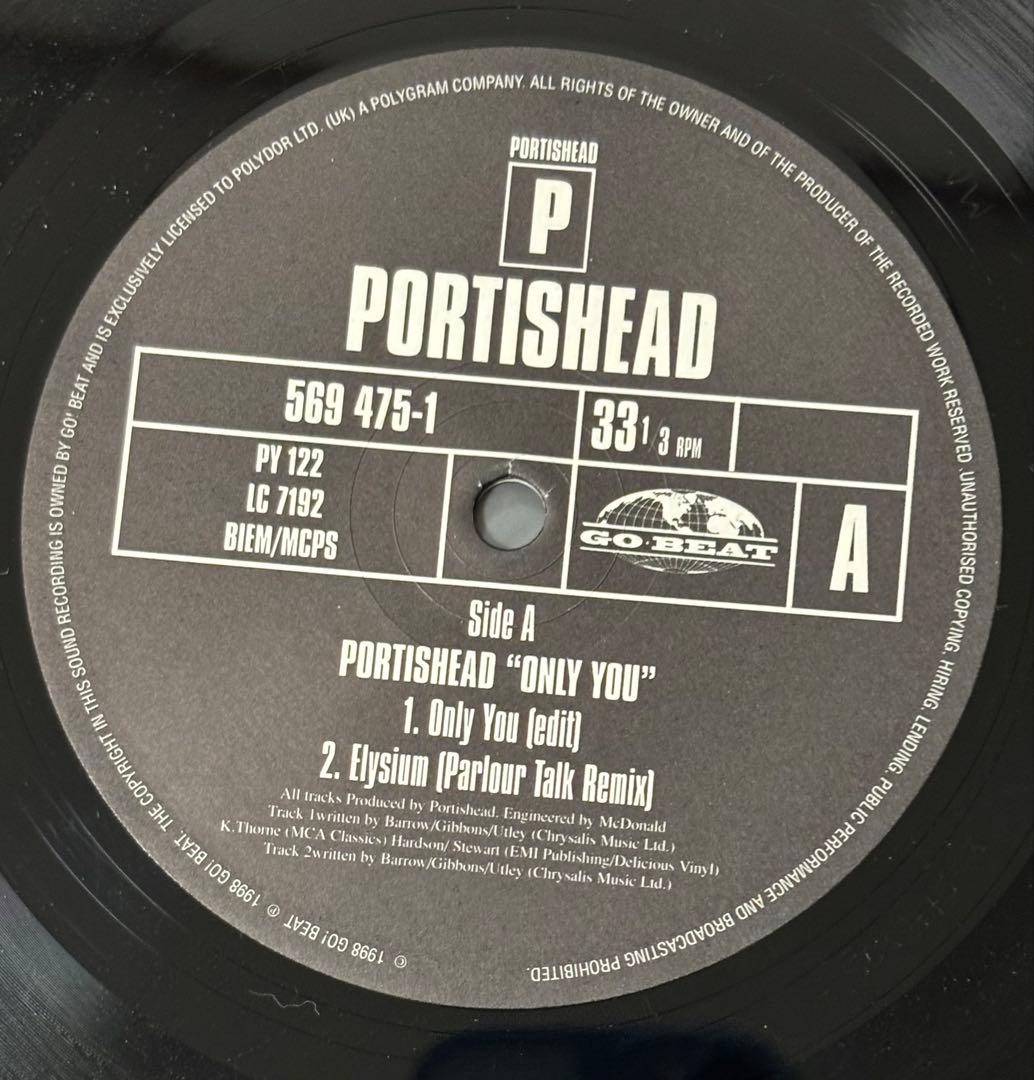 PORTISHEAD
P
PORTISHEAD
569 475-1
33 1/3 RPM
PY 122
LC 7192
BIEM/MCPS
GO·BEAT
A
Side A
PORTISHEAD “ONLY YOU”
1. Only You (edit)
2. Elysium (Parlour Talk Remix)
All tracks Produced by Portishead. Engineered by McDonald
Track 1written by Barrow/Gibbons/Utley (Chrysalis Music Ltd.)
K.Thorne (MCA Classics) Hardson/ Stewart (EMI Publishing/Delicious Vinyl)
Track 2written by Barrow/Gibbons/Utley (Chrysalis Music Ltd.)
© 1998 GO! BEAT ℗ 1998 GO! BEAT. THE COPYRIGHT IN THIS SOUND RECORDING IS OWNED BY GO! BEAT AND IS EXCLUSIVELY LICENSED TO POLYDOR LTD. (UK) A POLYGRAM COMPANY. ALL RIGHTS OF THE OWNER AND OF THE PRODUCER OF THE RECORDED WORK RESERVED .UNAUTHORISED COPYING, HIRING, LENDING, PUBLIC PERFORMANCE AND BROADCASTING PROHIBITED.